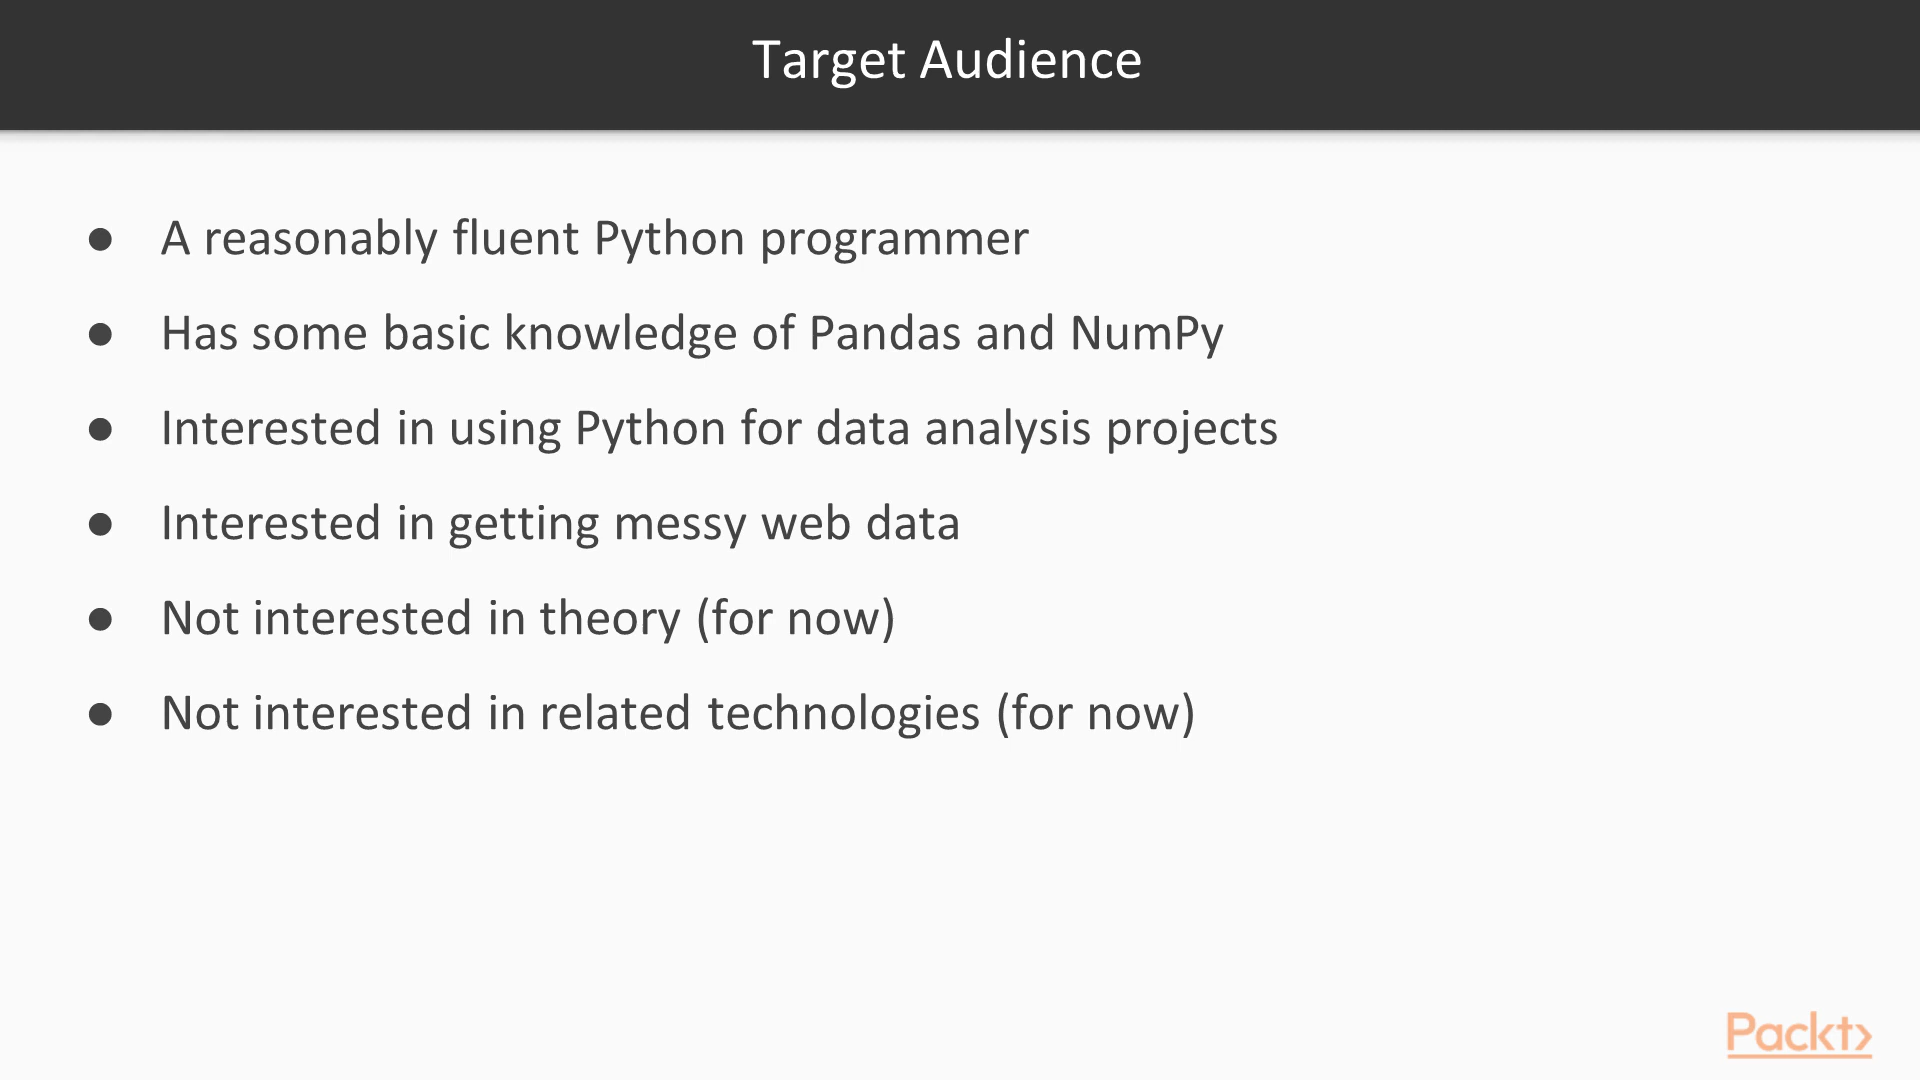 Target Audience
● A reasonably fluent Python programmer
● Has some basic knowledge of Pandas and NumPy
● Interested in using Python for data analysis projects
● Interested in getting messy web data
● Not interested in theory (for now)
● Not interested in related technologies (for now)
Packt>